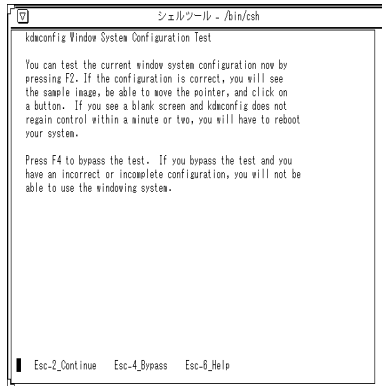 シェルツール - /bin/csh
kdmconfig Window System Configuration Test
You can test the current window system configuration now by
pressing F2. If the configuration is correct, you will see
the sample image, be able to move the pointer, and click on
a button. If you see a blank screen and kdmconfig does not
regain control within a minute or two, you will have to reboot
your system.
Press F4 to bypass the test. If you bypass the test and you
have an incorrect or incomplete configuration, you will not be
able to use the windowing system.
Esc-2_Continue Esc-4_Bypass Esc-6_Help